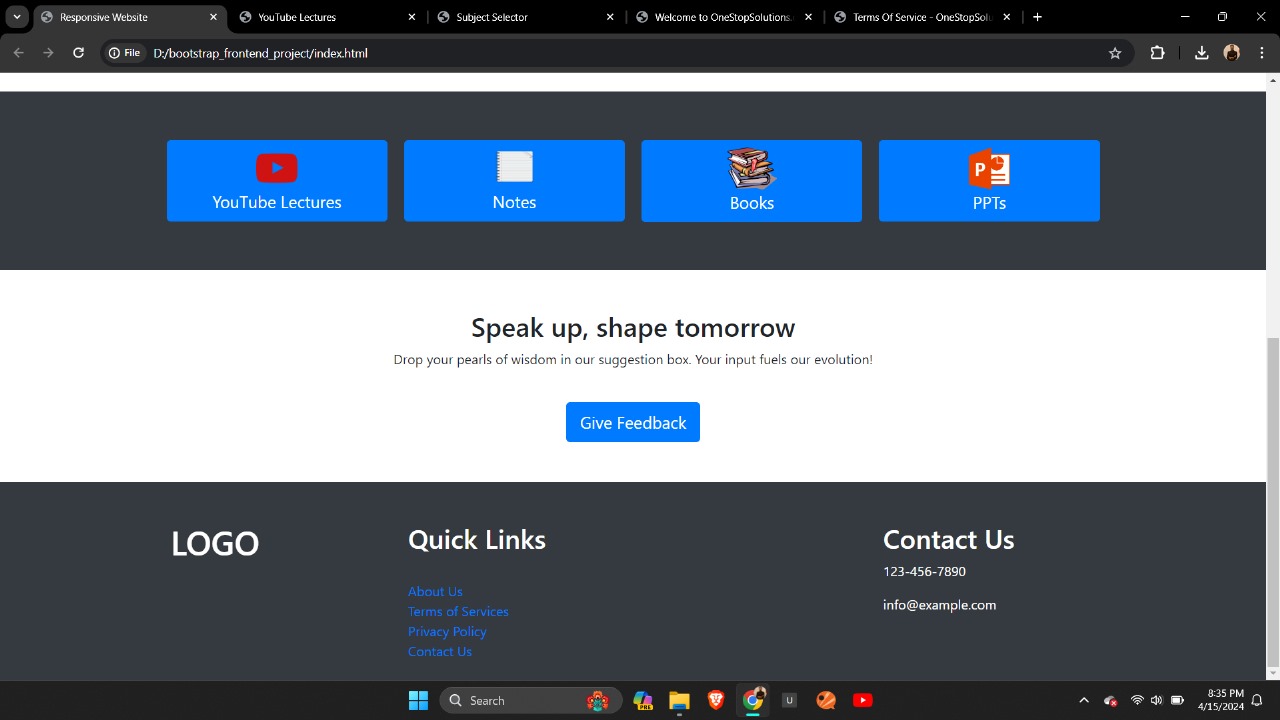 Responsive Website
YouTube Lectures
Subject Selector
Welcome to OneStopSolutions.
Terms Of Service - OneStopSolu
File
D:/bootstrap_frontend_project/index.html
YouTube Lectures
Notes
Books
P
PPTs
Speak up, shape tomorrow
Drop your pearls of wisdom in our suggestion box. Your input fuels our evolution!
Give Feedback
LOGO
Quick Links
About Us
Terms of Services
Privacy Policy
Contact Us
Contact Us
123-456-7890
info@example.com
Search
PRE
U
8:35 PM
4/15/2024